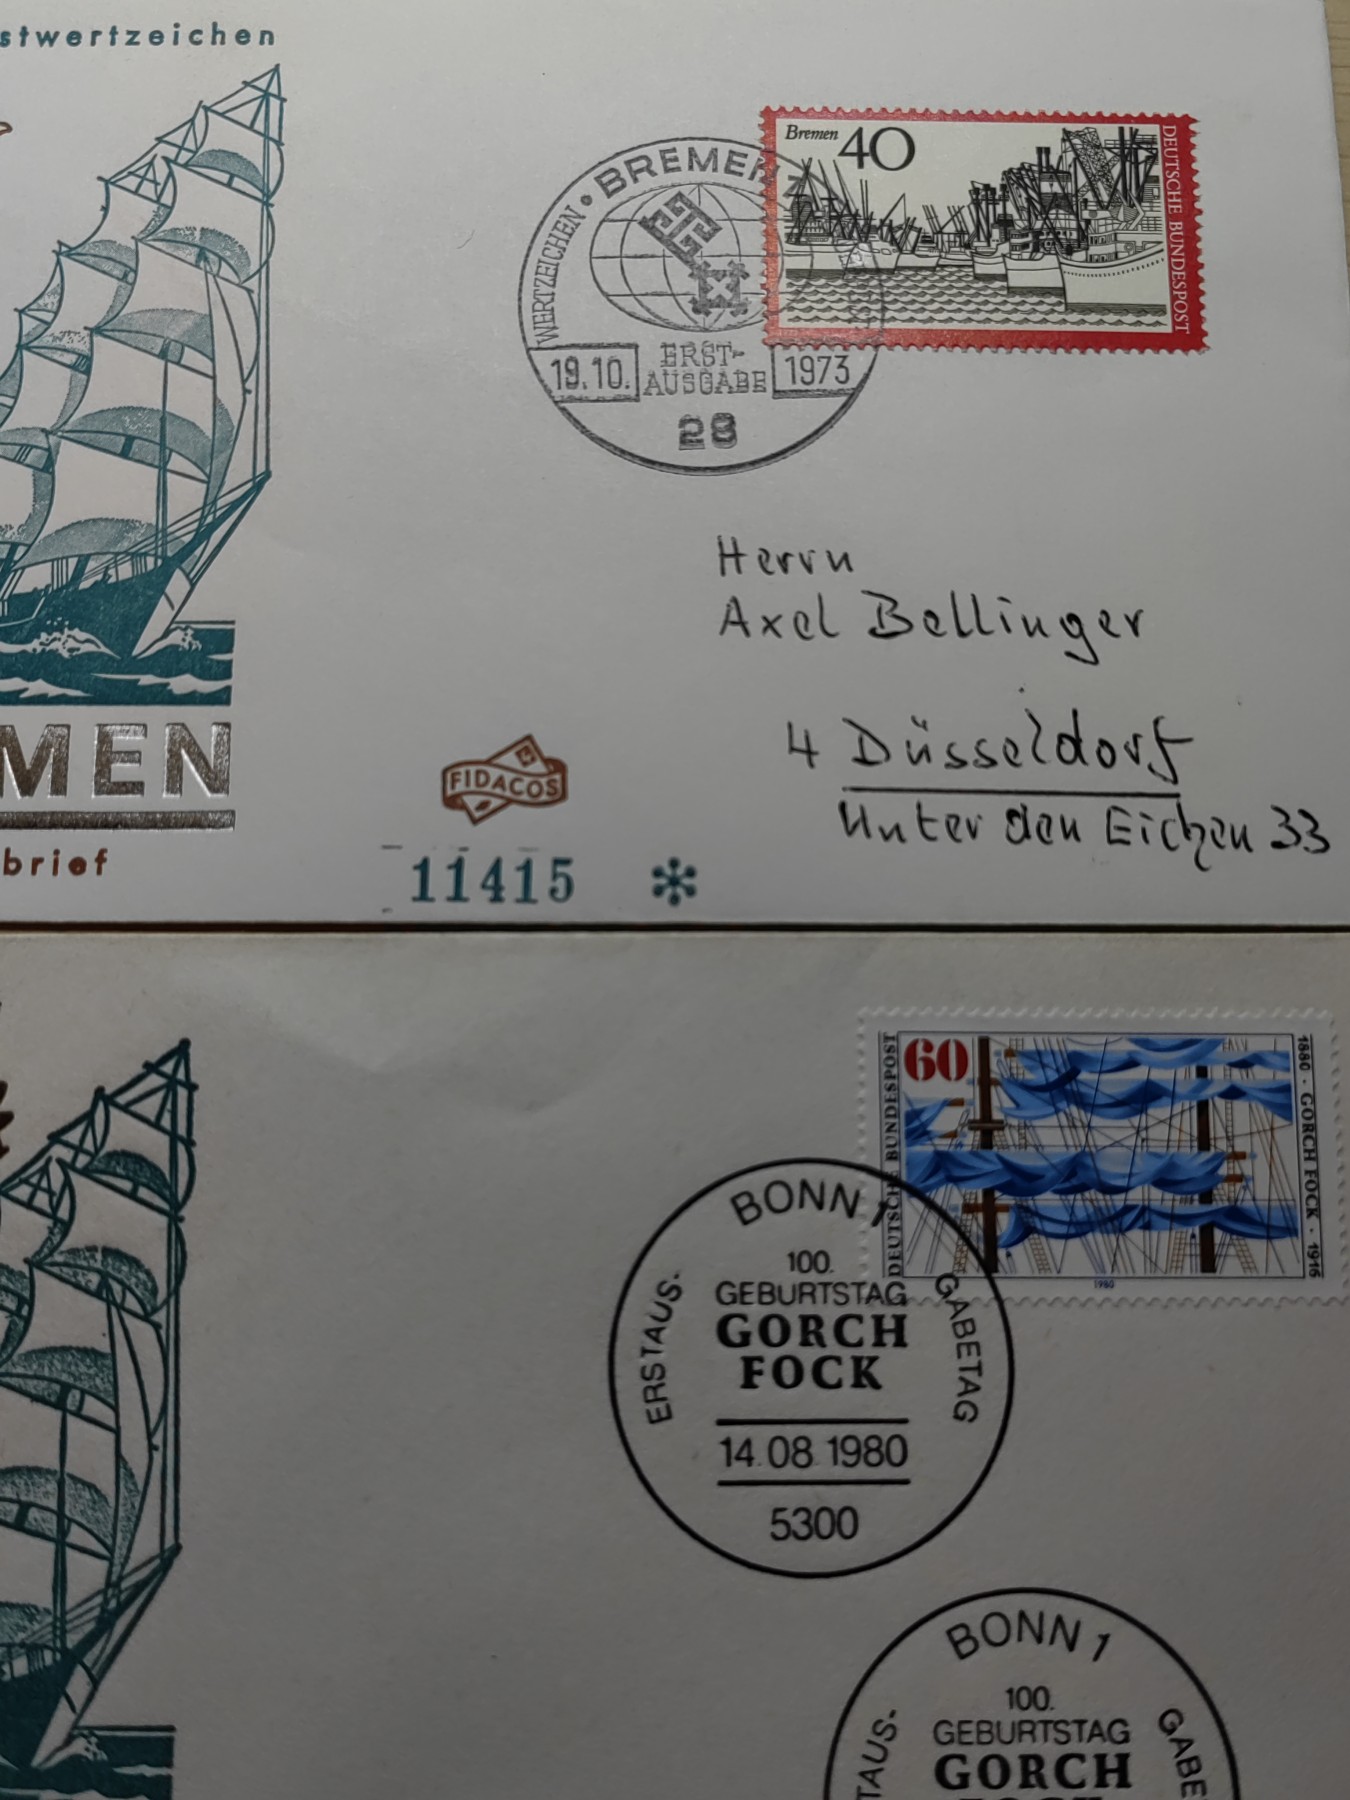 stwertzeichen
Bremen 40
DEUTSCHE BUNDESPOST
BREMEN 2
WERTZEICHEN
19.10. ERST-
AUSGABE 1973
28
Herrn
Axel Bellinger
4 Düsseldorf
Unter den Eichen 33
MEN
brief
FIDACOS
11415 *
60
DEUTSCHE BUNDESPOST
1880 · GORCH FOCK · 1916
1980
BONN 1
ERSTAUS-
GABETAG
100.
GEBURTSTAG
GORCH
FOCK
14.08.1980
5300
BONN 1
TAUS-
GABE
100.
GEBURTSTAG
GORCH